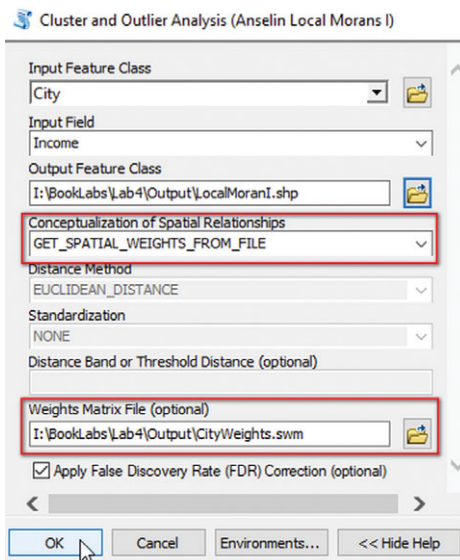 Cluster and Outlier Analysis (Anselin Local Morans I)
Input Feature Class
City
Input Field
Income
Output Feature Class
I:\BookLabs\Lab4\Output\LocalMoranI.shp
Conceptualization of Spatial Relationships
GET_SPATIAL_WEIGHTS_FROM_FILE
Distance Method
EUCLIDEAN_DISTANCE
Standardization
NONE
Distance Band or Threshold Distance (optional)
Weights Matrix File (optional)
I:\BookLabs\Lab4\Output\CityWeights.swm
Apply False Discovery Rate (FDR) Correction (optional)
OK Cancel Environments... << Hide Help